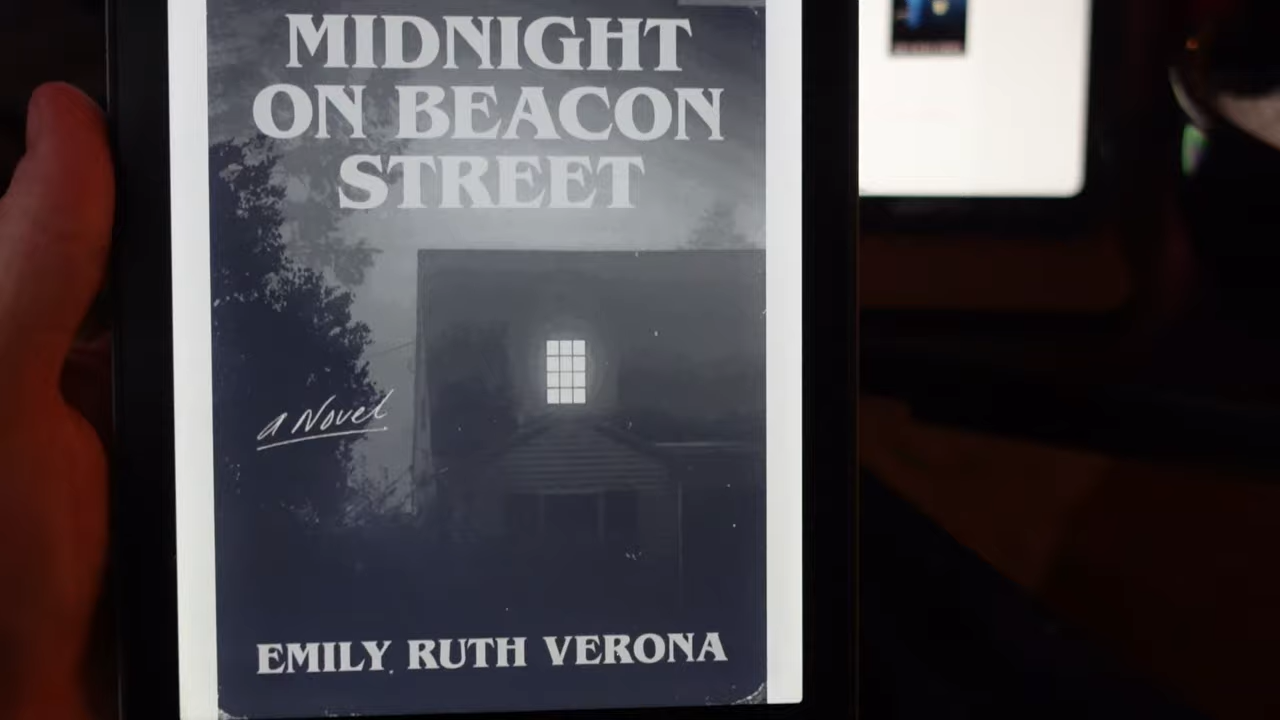 MIDNIGHT
ON BEACON
STREET
a Novel
EMILY RUTH VERONA